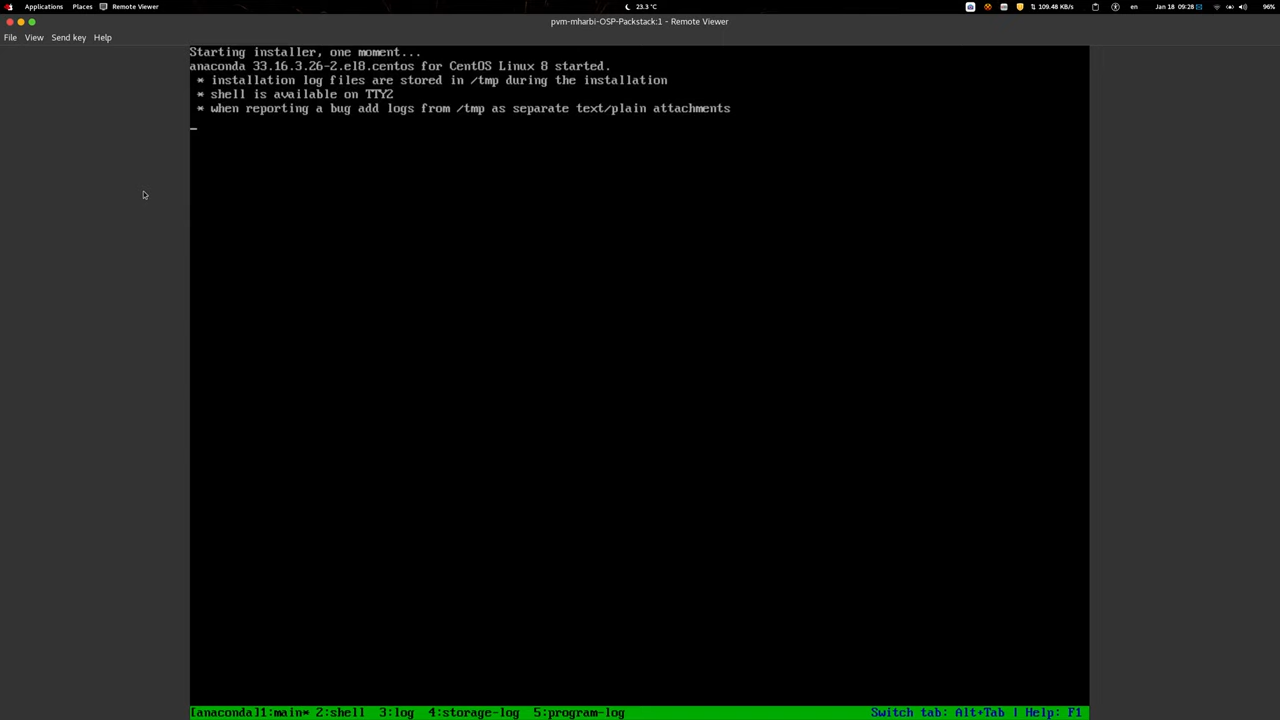 Applications Places Remote Viewer 23.3 °C 109.48 KB/s en Jan 18 09:28 96%
pvm-mharbi-OSP-Packstack:1 - Remote Viewer
File View Send key Help
Starting installer, one moment...
anaconda 33.16.3.26-2.el8.centos for CentOS Linux 8 started.
* installation log files are stored in /tmp during the installation
* shell is available on TTY2
* when reporting a bug add logs from /tmp as separate text/plain attachments
_
[anaconda]1:main* 2:shell 3:log 4:storage-log 5:program-log Switch tab: Alt+Tab | Help: F1